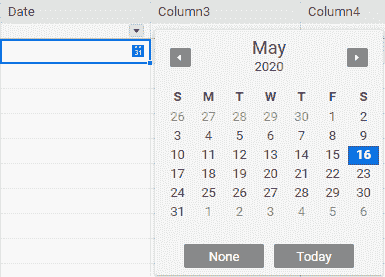 Date Column3 Column4
31
May
2020
S M T W T F S
26 27 28 29 30 1 2
3 4 5 6 7 8 9
10 11 12 13 14 15 16
17 18 19 20 21 22 23
24 25 26 27 28 29 30
31 1 2 3 4 5 6
None Today